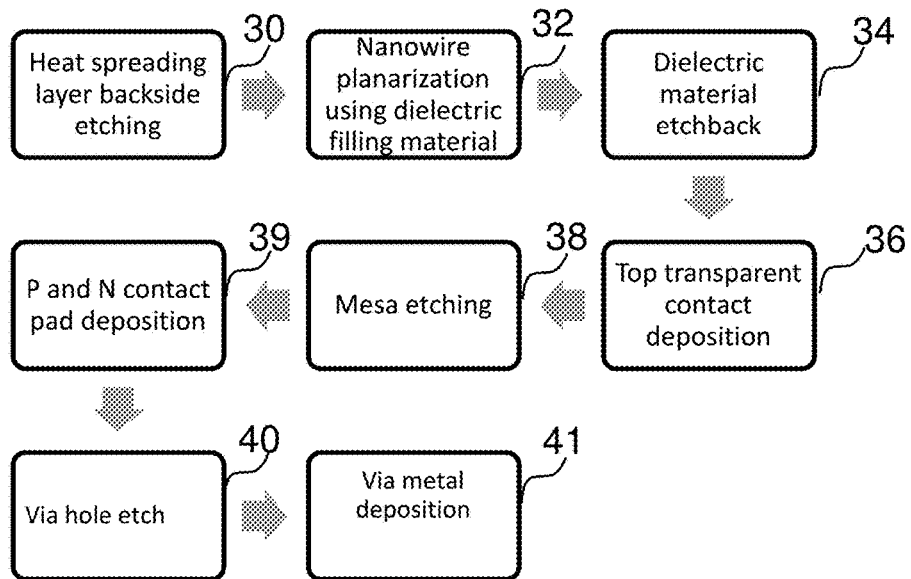 30
Heat spreading
layer backside
etching
32
Nanowire
planarization
using dielectric
filling material
34
Dielectric
material
etchback
36
Top transparent
contact
deposition
38
Mesa etching
39
P and N contact
pad deposition
40
Via hole etch
41
Via metal
deposition